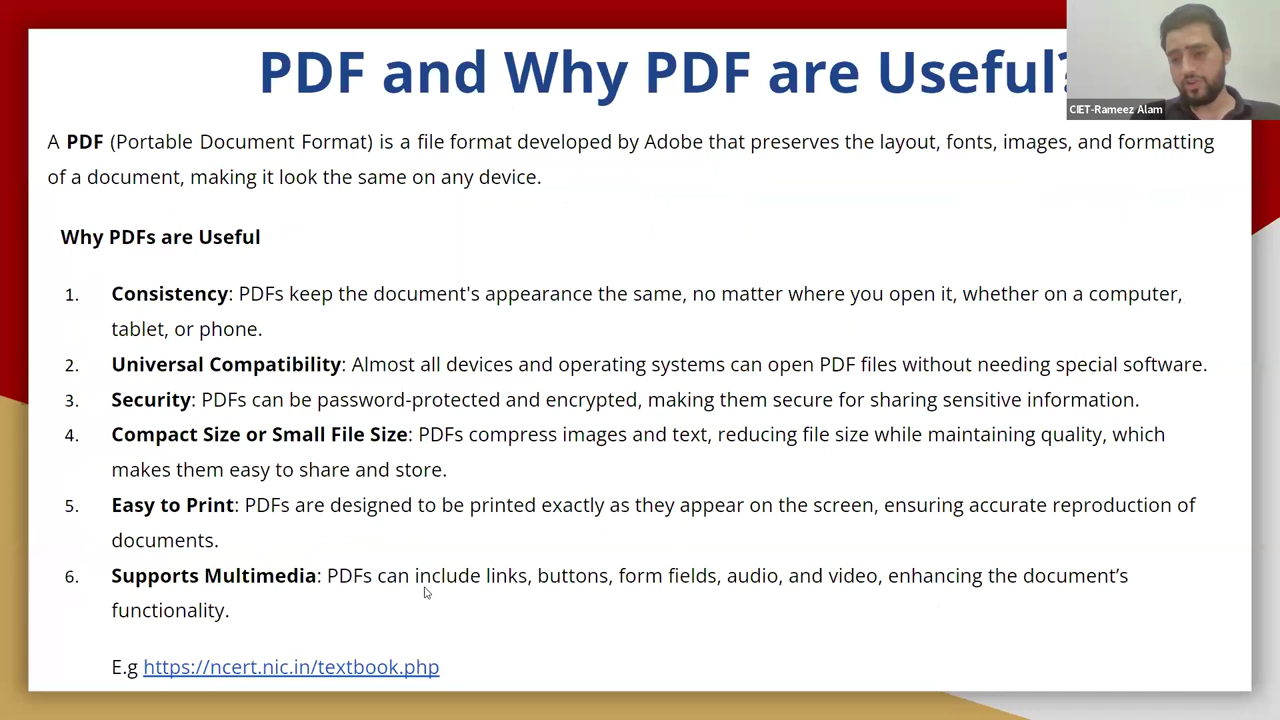 PDF and Why PDF are Useful?
CIET-Rameez Alam
A PDF (Portable Document Format) is a file format developed by Adobe that preserves the layout, fonts, images, and formatting
of a document, making it look the same on any device.
Why PDFs are Useful
1. Consistency: PDFs keep the document's appearance the same, no matter where you open it, whether on a computer,
tablet, or phone.
2. Universal Compatibility: Almost all devices and operating systems can open PDF files without needing special software.
3. Security: PDFs can be password-protected and encrypted, making them secure for sharing sensitive information.
4. Compact Size or Small File Size: PDFs compress images and text, reducing file size while maintaining quality, which
makes them easy to share and store.
5. Easy to Print: PDFs are designed to be printed exactly as they appear on the screen, ensuring accurate reproduction of
documents.
6. Supports Multimedia: PDFs can include links, buttons, form fields, audio, and video, enhancing the document’s
functionality.
E.g https://ncert.nic.in/textbook.php